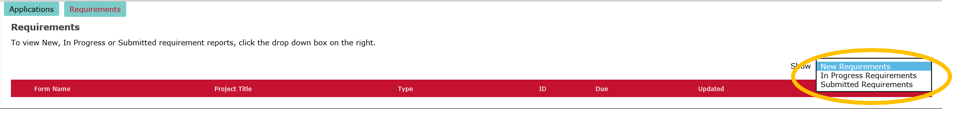 Applications Requirements
Requirements
To view New, In Progress or Submitted requirement reports, click the drop down box on the right.
Show New Requirements
In Progress Requirements
Submitted Requirements
Form Name Project Title Type ID Due Updated